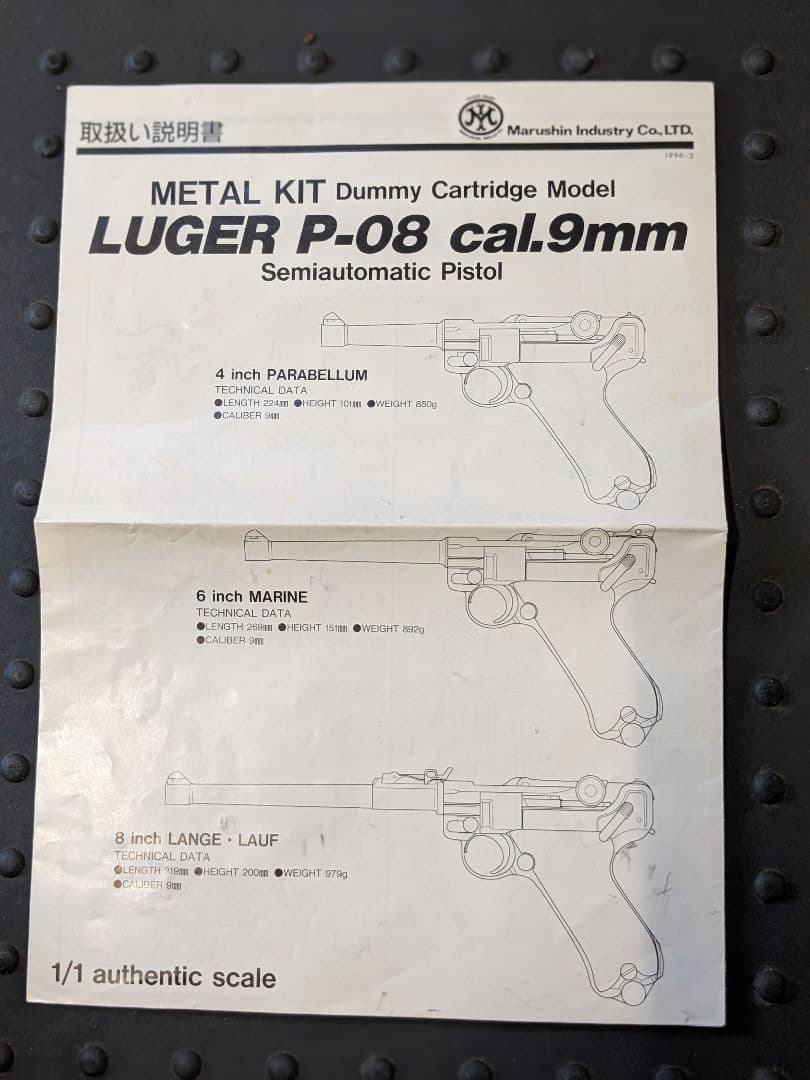 取扱い説明書
Marushin Industry Co.,LTD.
1996-3
METAL KIT Dummy Cartridge Model
LUGER P-08 cal.9mm
Semiautomatic Pistol
4 inch PARABELLUM
TECHNICAL DATA
●LENGTH 224㎜ ●HEIGHT 101㎜ ●WEIGHT 850g
●CALIBER 9㎜
6 inch MARINE
TECHNICAL DATA
●LENGTH 269㎜ ●HEIGHT 151㎜ ●WEIGHT 892g
●CALIBER 9㎜
8 inch LANGE・LAUF
TECHNICAL DATA
●LENGTH 319㎜ ●HEIGHT 200㎜ ●WEIGHT 979g
●CALIBER 9㎜
1/1 authentic scale